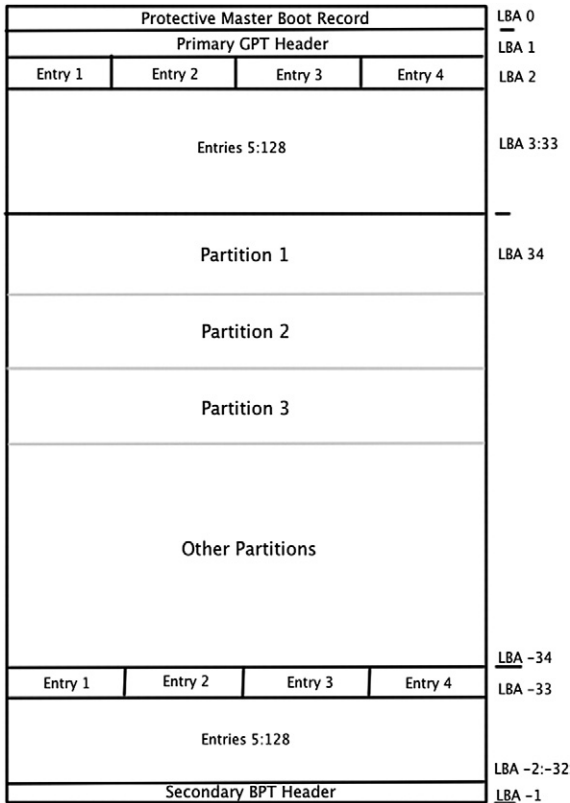 Protective Master Boot Record LBA 0
Primary GPT Header LBA 1
Entry 1 Entry 2 Entry 3 Entry 4 LBA 2
Entries 5:128 LBA 3:33
Partition 1 LBA 34
Partition 2
Partition 3
Other Partitions
LBA -34
Entry 1 Entry 2 Entry 3 Entry 4 LBA -33
Entries 5:128
LBA -2:-32
Secondary BPT Header LBA -1